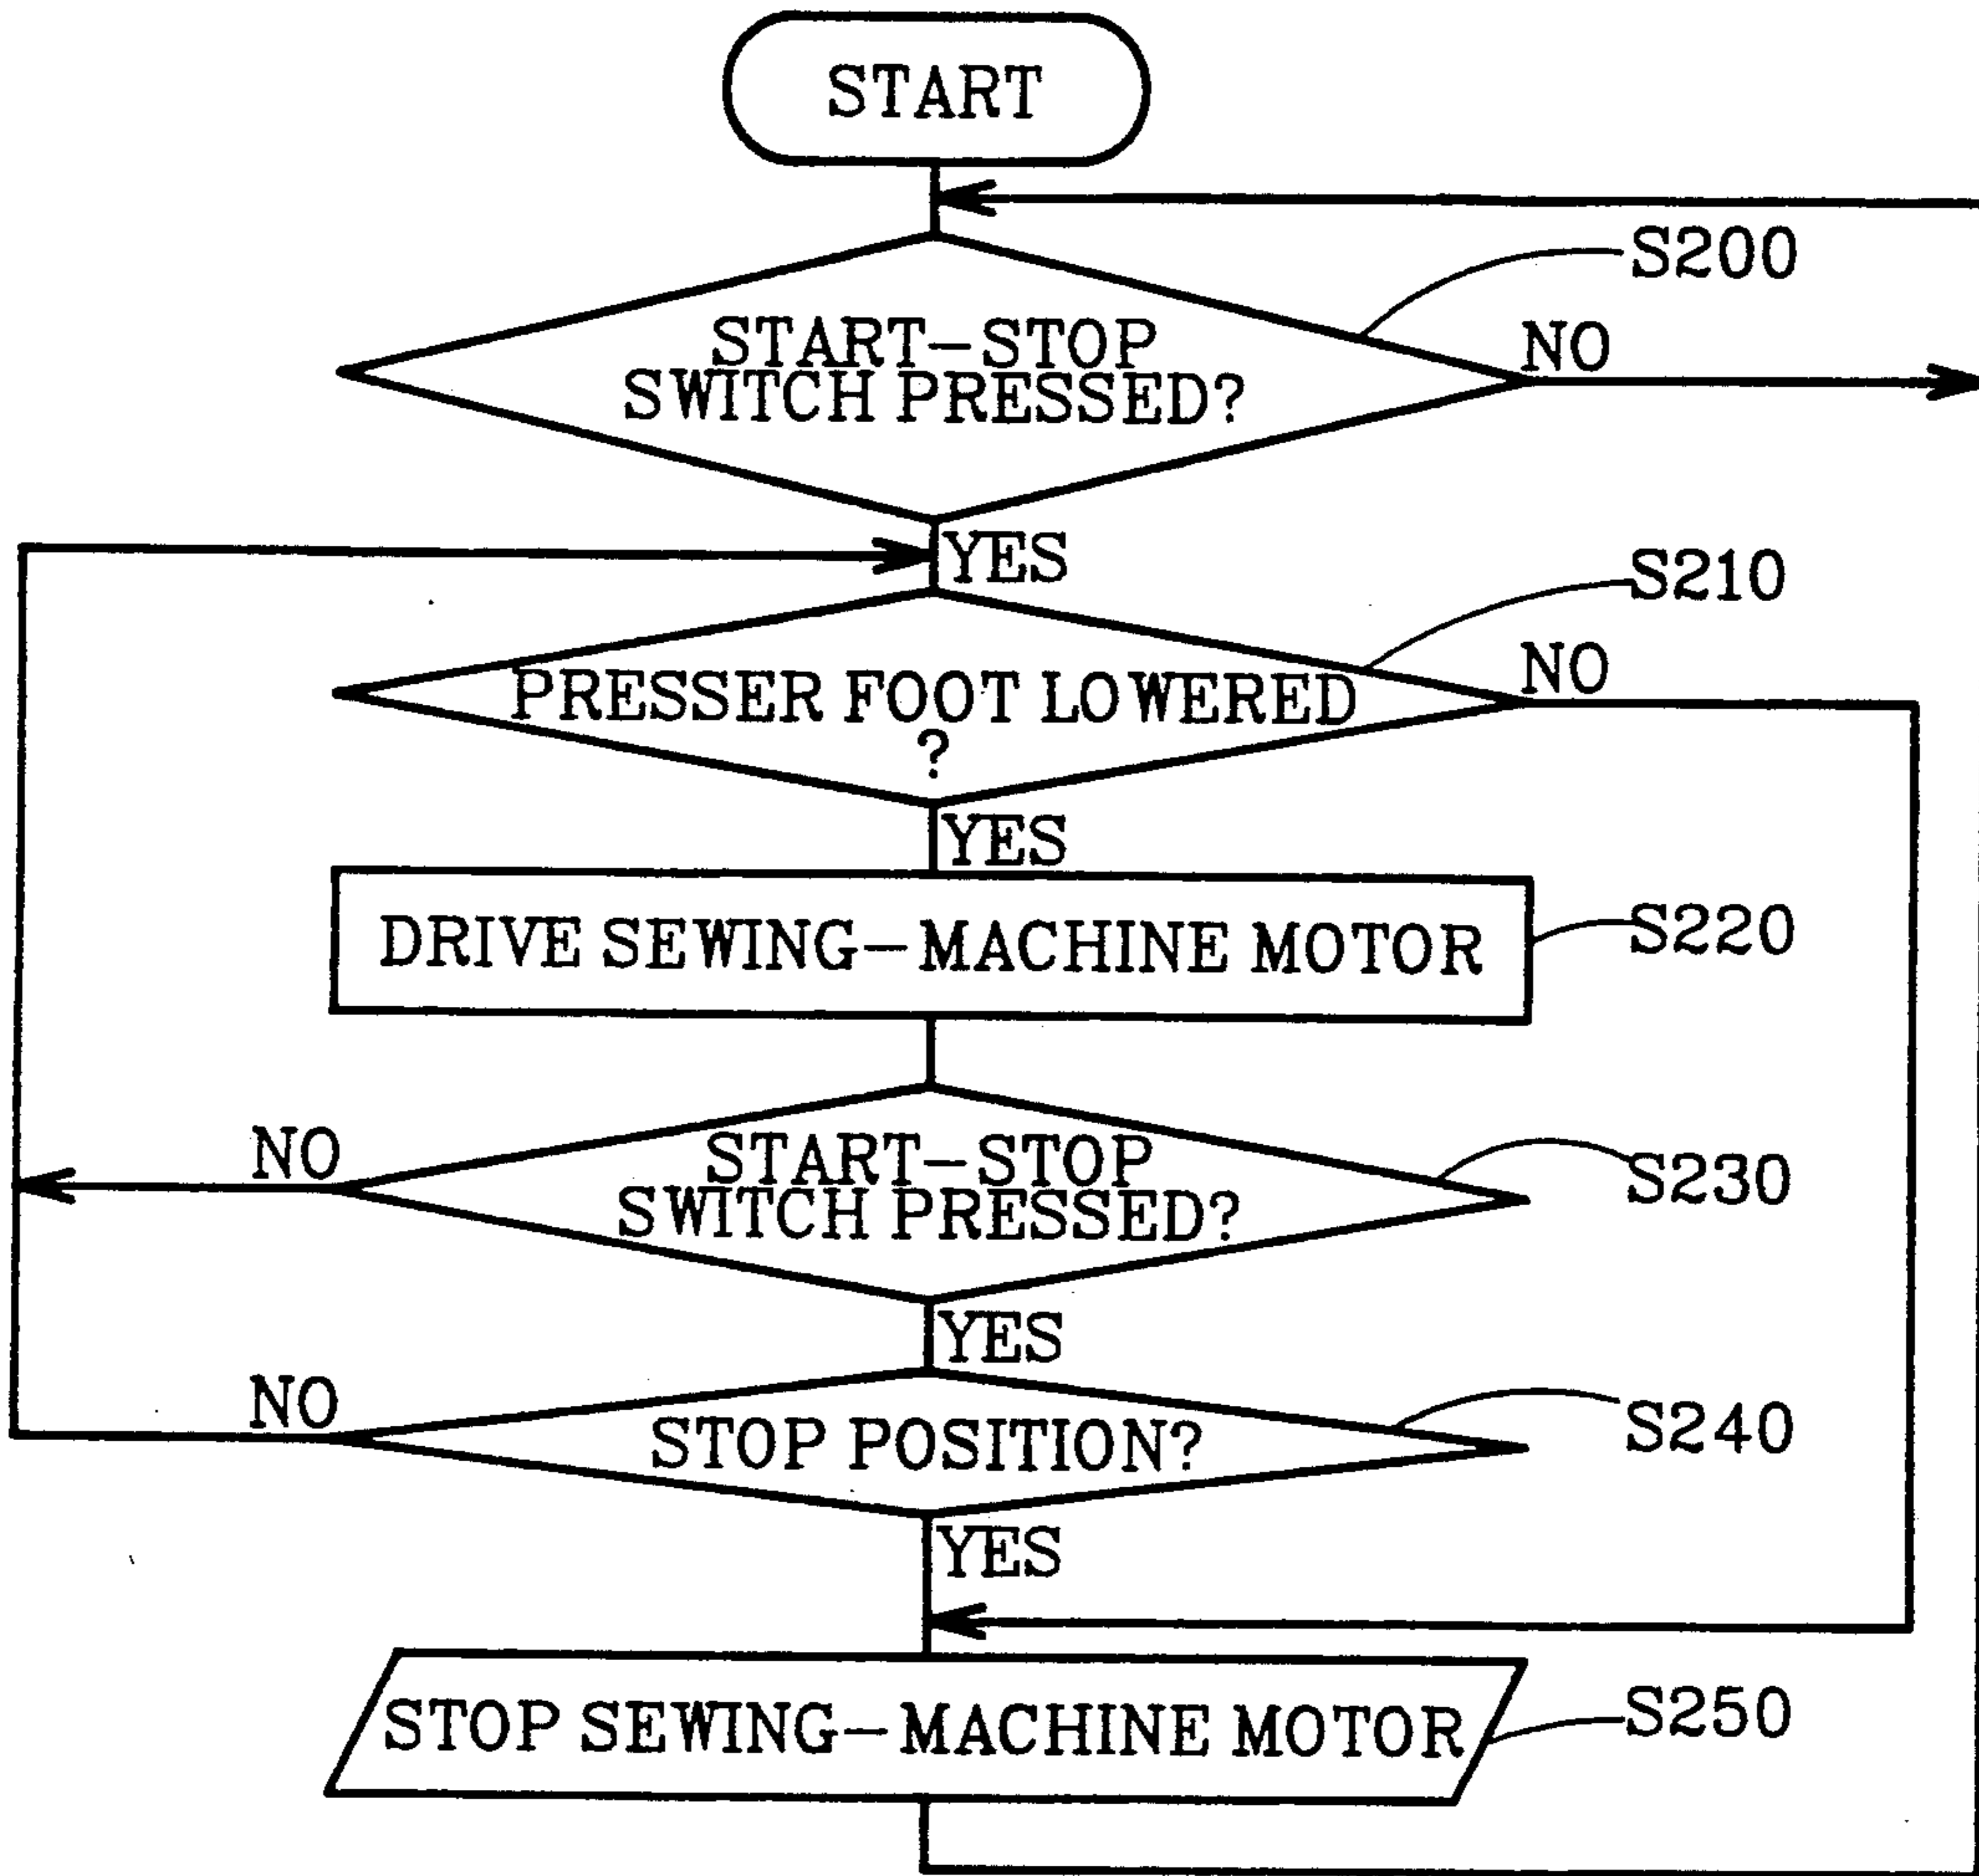 START
S200
START-STOP
SWITCH PRESSED?
NO
YES
S210
PRESSER FOOT LOWERED
?
NO
YES
DRIVE SEWING-MACHINE MOTOR
S220
START-STOP
SWITCH PRESSED?
NO
S230
YES
STOP POSITION?
NO
S240
YES
STOP SEWING-MACHINE MOTOR
S250